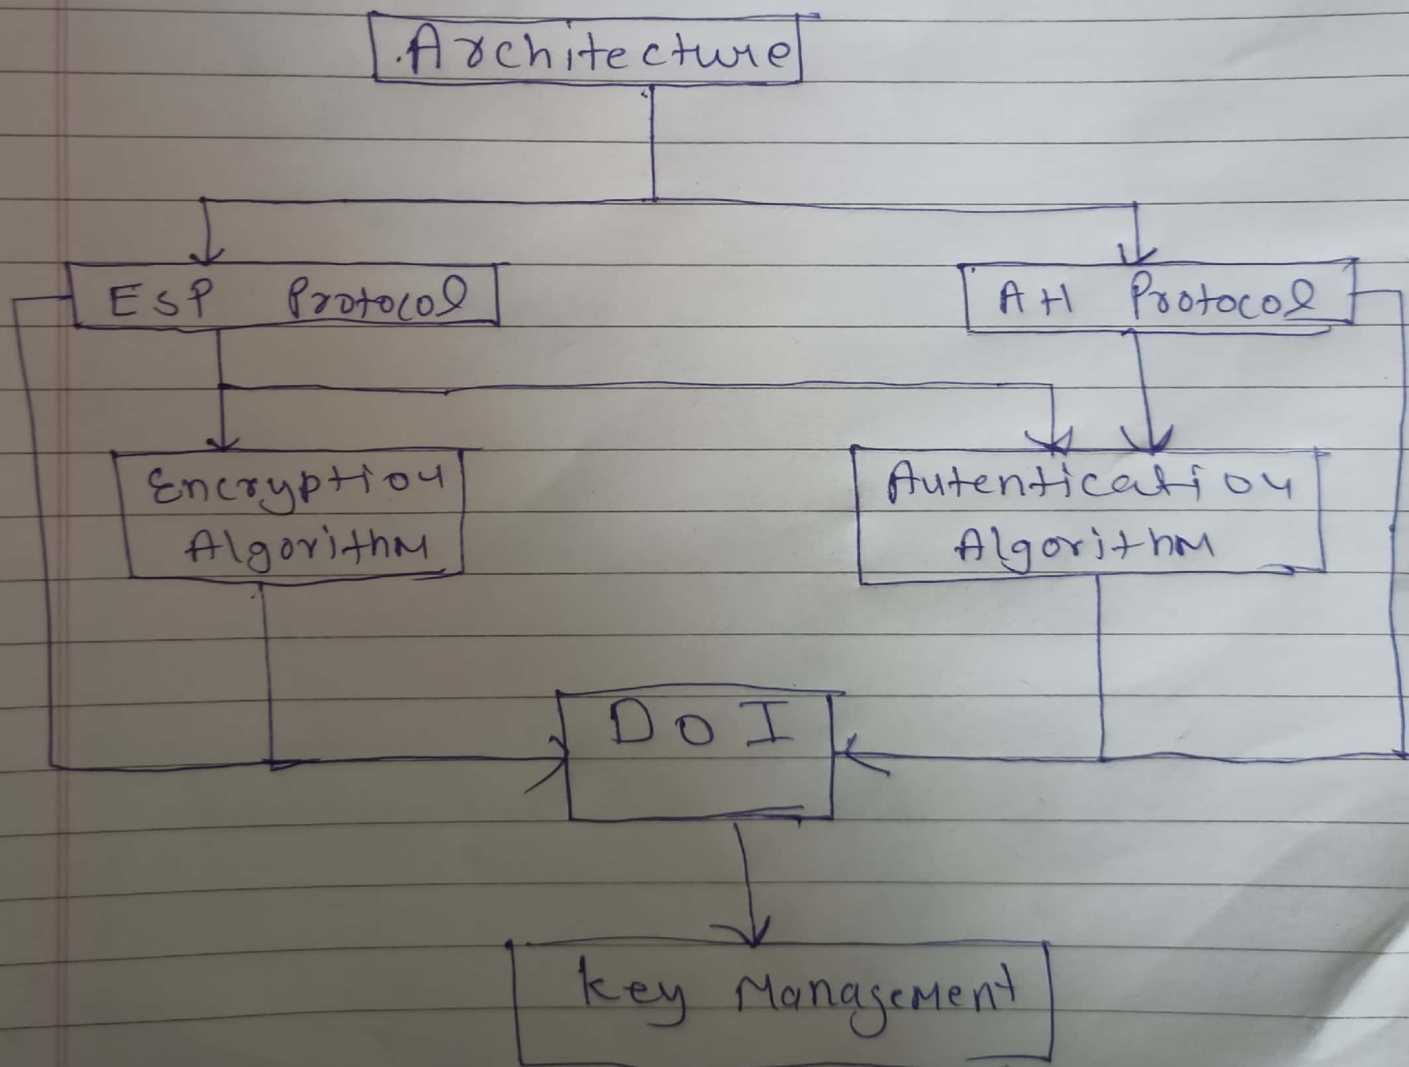 Architecture
ESP Protocol
AH Protocol
Encryption
Algorithm
Autentication
Algorithm
DOI
Key Management